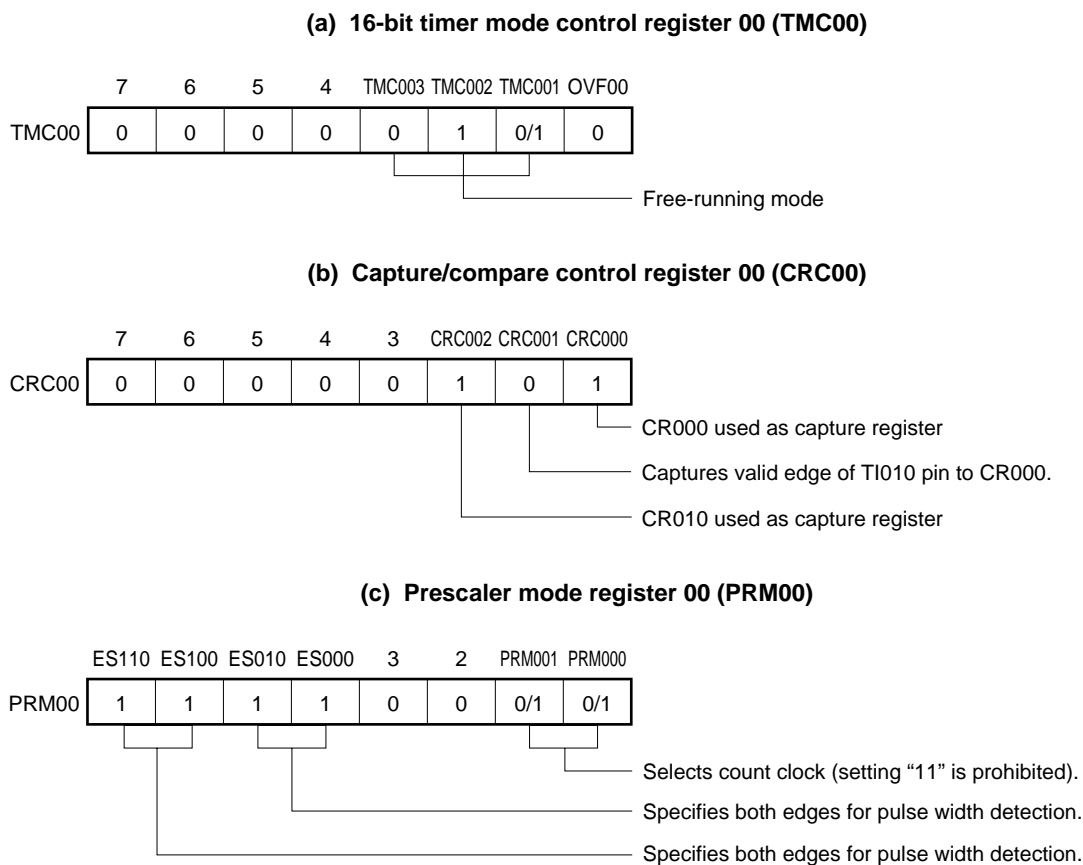 (a) 16-bit timer mode control register 00 (TMC00)
7 6 5 4 TMC003 TMC002 TMC001 OVF00
TMC00 0 0 0 0 0 1 0/1 0
Free-running mode
(b) Capture/compare control register 00 (CRC00)
7 6 5 4 3 CRC002 CRC001 CRC000
CRC00 0 0 0 0 0 1 0 1
CR000 used as capture register
Captures valid edge of TI010 pin to CR000.
CR010 used as capture register
(c) Prescaler mode register 00 (PRM00)
ES110 ES100 ES010 ES000 3 2 PRM001 PRM000
PRM00 1 1 1 1 0 0 0/1 0/1
Selects count clock (setting “11” is prohibited).
Specifies both edges for pulse width detection.
Specifies both edges for pulse width detection.